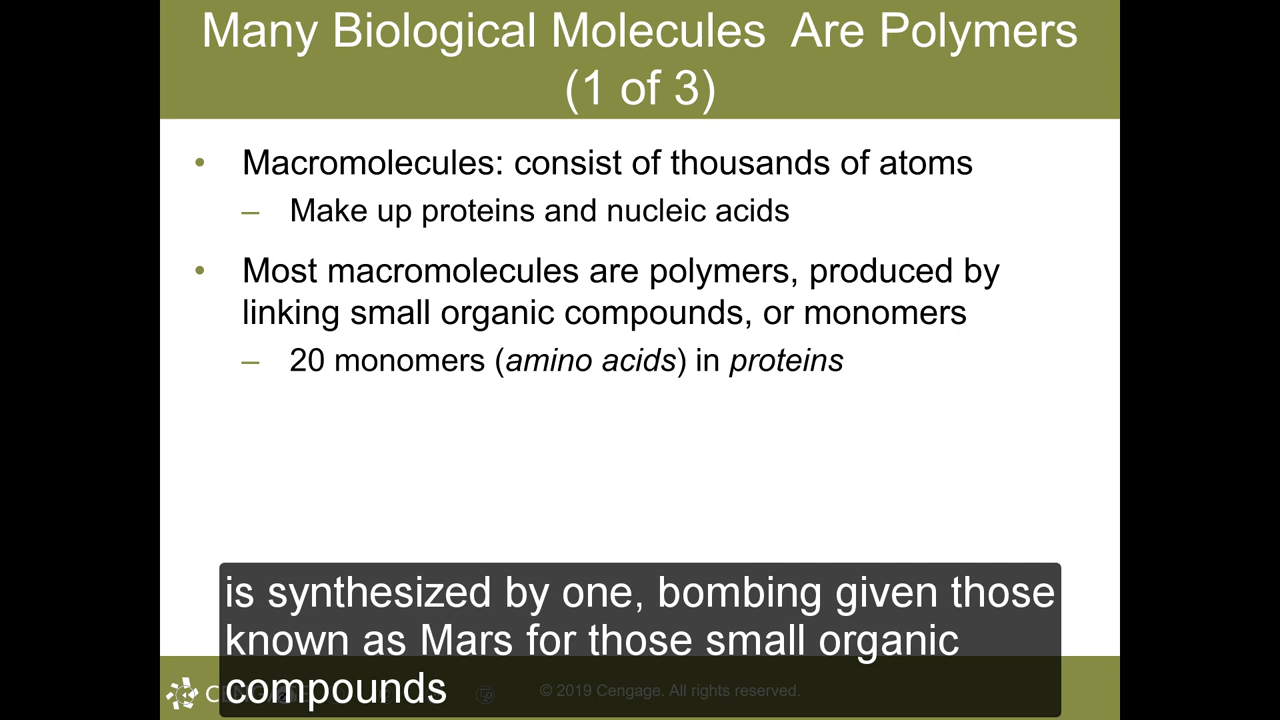 Many Biological Molecules Are Polymers
(1 of 3)
• Macromolecules: consist of thousands of atoms
– Make up proteins and nucleic acids
• Most macromolecules are polymers, produced by
linking small organic compounds, or monomers
– 20 monomers (amino acids) in proteins
is synthesized by one, bombing given those
known as Mars for those small organic
compounds
© 2019 Cengage. All rights reserved.